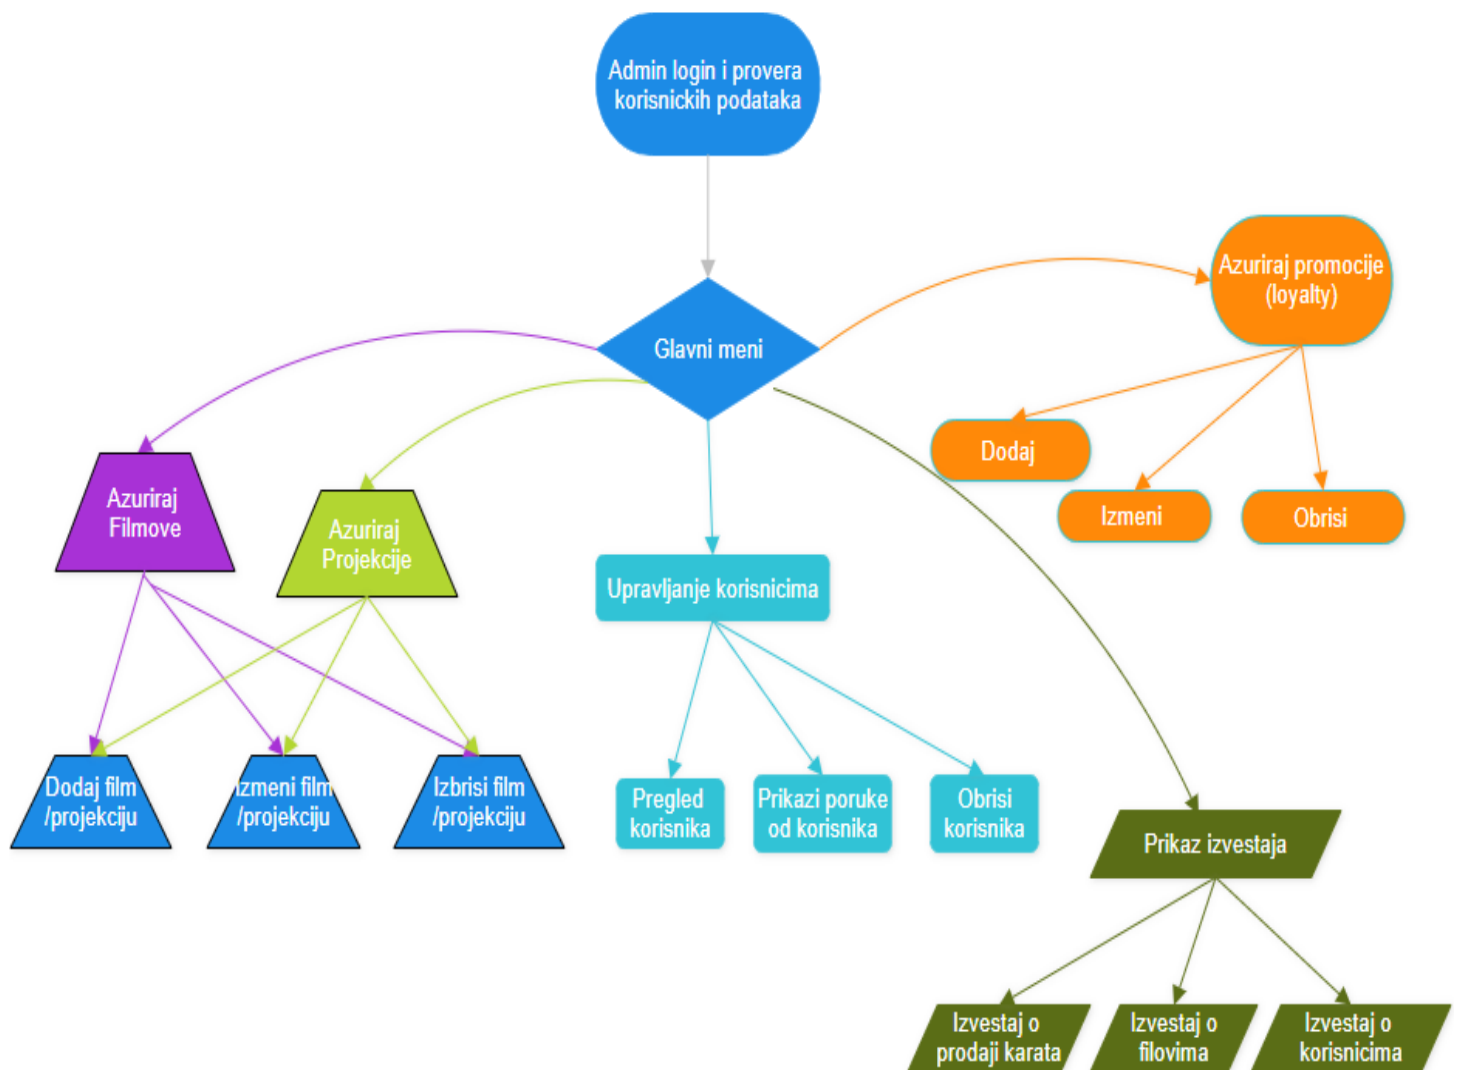 Admin login i provera
korisnickih podataka
Azuriraj promocije
(loyalty)
Glavni meni
Dodaj
Izmeni
Obrisi
Azuriraj
Filmove
Azuriraj
Projekcije
Upravljanje korisnicima
Dodaj film
/projekciju
Izmeni film
/projekciju
Izbrisi film
/projekciju
Pregled
korisnika
Prikazi poruke
od korisnika
Obrisi
korisnika
Prikaz izvestaja
Izvestaj o
prodaji karata
Izvestaj o
filovima
Izvestaj o
korisnicima